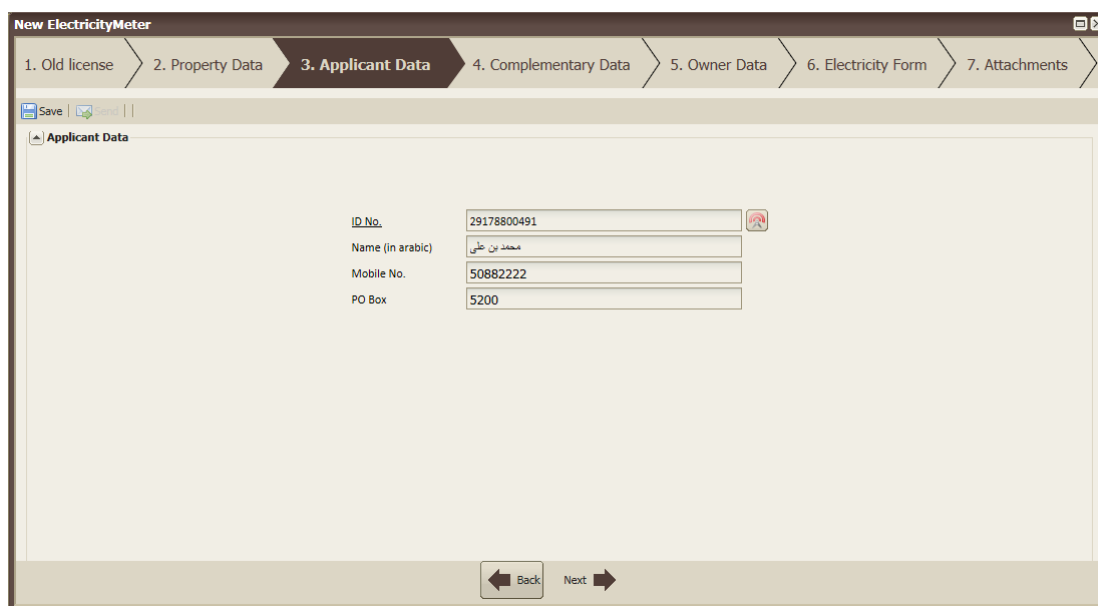 New ElectricityMeter
1. Old license 2. Property Data 3. Applicant Data 4. Complementary Data 5. Owner Data 6. Electricity Form 7. Attachments
Save Send
Applicant Data
ID No. 29178800491
Name (in arabic) محمد بن على
Mobile No. 50882222
PO Box 5200
Back Next